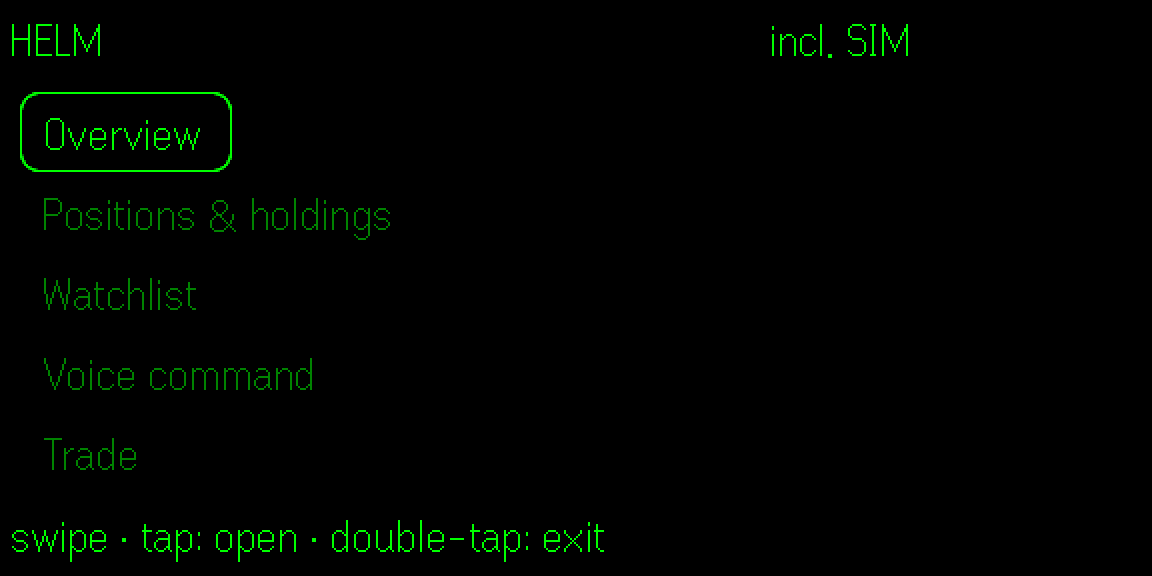 HELM incl. SIM
Overview
Positions & holdings
Watchlist
Voice command
Trade
swipe · tap: open · double-tap: exit